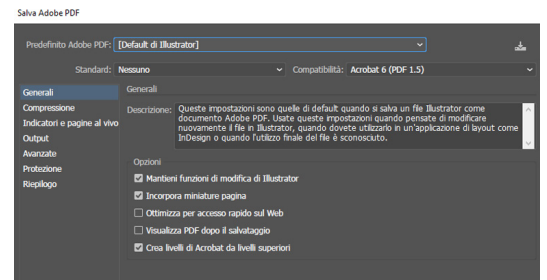 Salva Adobe PDF
Predefinito Adobe PDF: [Default di Illustrator]
Standard: Nessuno Compatibilità: Acrobat 6 (PDF 1.5)
Generali
Compressione
Indicatori e pagine al vivo
Output
Avanzate
Protezione
Riepilogo
Generali
Descrizione: Queste impostazioni sono quelle di default quando si salva un file Illustrator come
documento Adobe PDF. Usate queste impostazioni quando pensate di modificare
nuovamente il file in Illustrator, quando dovete utilizzarlo in un'applicazione di layout come
InDesign o quando l'utilizzo finale del file è sconosciuto.
Opzioni
Mantieni funzioni di modifica di Illustrator
Incorpora miniature pagina
Ottimizza per accesso rapido sul Web
Visualizza PDF dopo il salvataggio
Crea livelli di Acrobat da livelli superiori